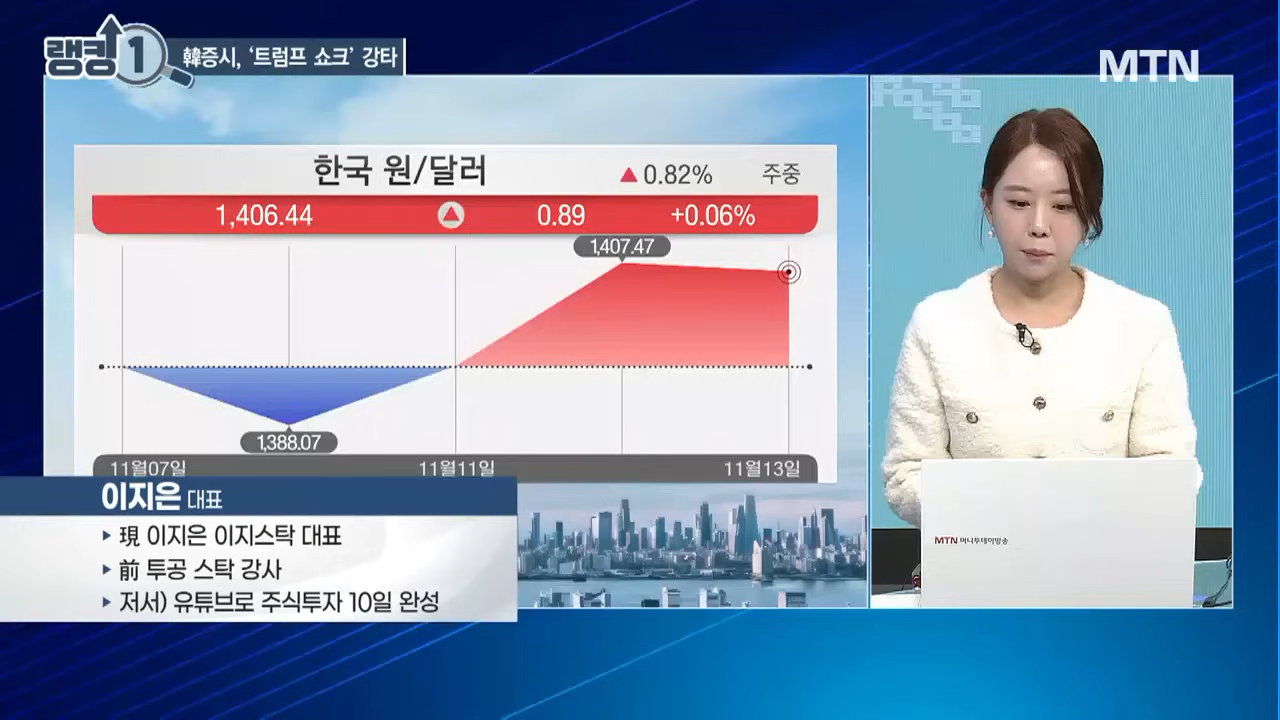 랭킹 1
韓증시, ‘트럼프 쇼크’ 강타
MTN
한국 원/달러 ▲0.82% 주중
1,406.44 ▲ 0.89 +0.06%
1,407.47
1,388.07
11월07일 11월11일 11월13일
이지은 대표
▸ 現 이지은 이지스탁 대표
▸ 前 투공 스탁 강사
▸ 저서) 유튜브로 주식투자 10일 완성
MTN 머니투데이방송